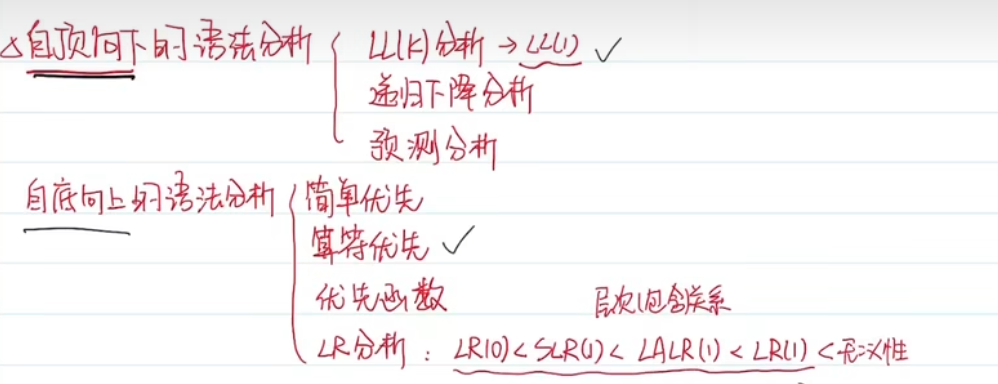 △自顶向下的语法分析 { LL(k)分析 → LL(1) ✓
递归下降分析
预测分析
自底向上的语法分析 { 简单优先
算符优先 ✓
优先函数
层次(包含关系
LR分析: LR(0) < SLR(1) < LALR(1) < LR(1) < 无二义性